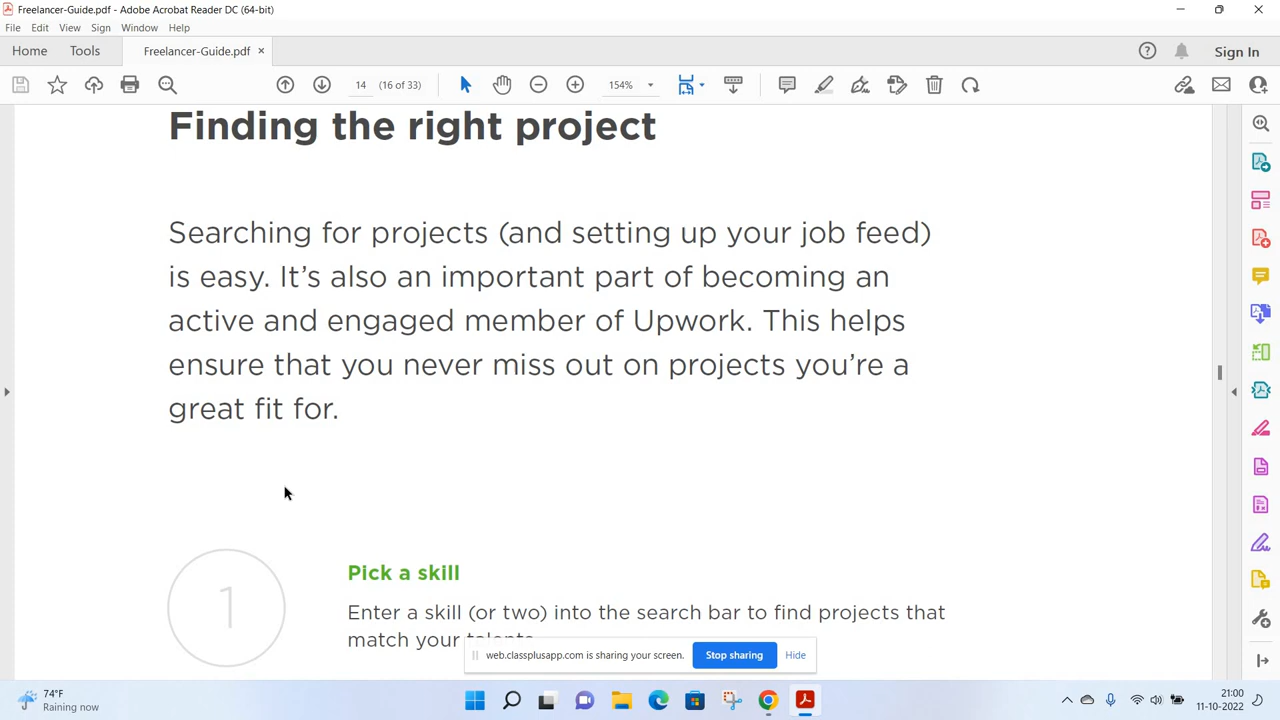 Freelancer-Guide.pdf - Adobe Acrobat Reader DC (64-bit)
File Edit View Sign Window Help
Home Tools Freelancer-Guide.pdf × Sign In
14 (16 of 33) 154%
Finding the right project
Searching for projects (and setting up your job feed)
is easy. It's also an important part of becoming an
active and engaged member of Upwork. This helps
ensure that you never miss out on projects you're a
great fit for.
1
Pick a skill
Enter a skill (or two) into the search bar to find projects that
match your talents.
web.classplusapp.com is sharing your screen. Stop sharing Hide
74°F
Raining now
21:00
11-10-2022